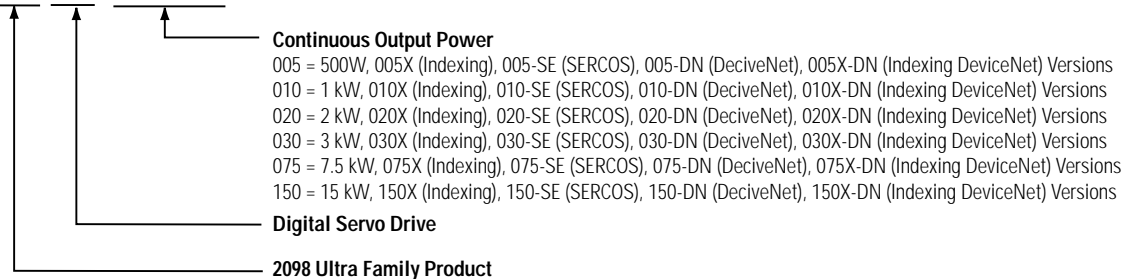 Continuous Output Power
005 = 500W, 005X (Indexing), 005-SE (SERCOS), 005-DN (DeciveNet), 005X-DN (Indexing DeviceNet) Versions
010 = 1 kW, 010X (Indexing), 010-SE (SERCOS), 010-DN (DeciveNet), 010X-DN (Indexing DeviceNet) Versions
020 = 2 kW, 020X (Indexing), 020-SE (SERCOS), 020-DN (DeciveNet), 020X-DN (Indexing DeviceNet) Versions
030 = 3 kW, 030X (Indexing), 030-SE (SERCOS), 030-DN (DeciveNet), 030X-DN (Indexing DeviceNet) Versions
075 = 7.5 kW, 075X (Indexing), 075-SE (SERCOS), 075-DN (DeciveNet), 075X-DN (Indexing DeviceNet) Versions
150 = 15 kW, 150X (Indexing), 150-SE (SERCOS), 150-DN (DeciveNet), 150X-DN (Indexing DeviceNet) Versions
Digital Servo Drive
2098 Ultra Family Product